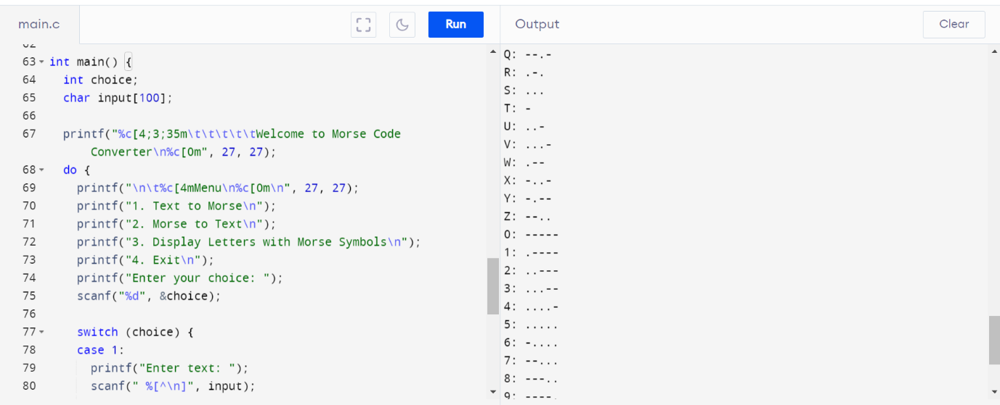 main.c
Run
62
63 int main() {
64 int choice;
65 char input[100];
66
67 printf("%c[4;3;35m\t\t\t\t\tWelcome to Morse Code
Converter\n%c[0m", 27, 27);
68 do {
69 printf("\n\t%c[4mMenu\n%c[0m\n", 27, 27);
70 printf("1. Text to Morse\n");
71 printf("2. Morse to Text\n");
72 printf("3. Display Letters with Morse Symbols\n");
73 printf("4. Exit\n");
74 printf("Enter your choice: ");
75 scanf("%d", &choice);
76
77 switch (choice) {
78 case 1:
79 printf("Enter text: ");
80 scanf(" %[^\n]", input);
Output
Clear
Q: --.-
R: .-.
S: ...
T: -
U: ..-
V: ...-
W: .--
X: -..-
Y: -.--
Z: --..
0: -----
1: .----
2: ..---
3: ...--
4: ....-
5: .....
6: -....
7: --...
8: ---..
9: ----.